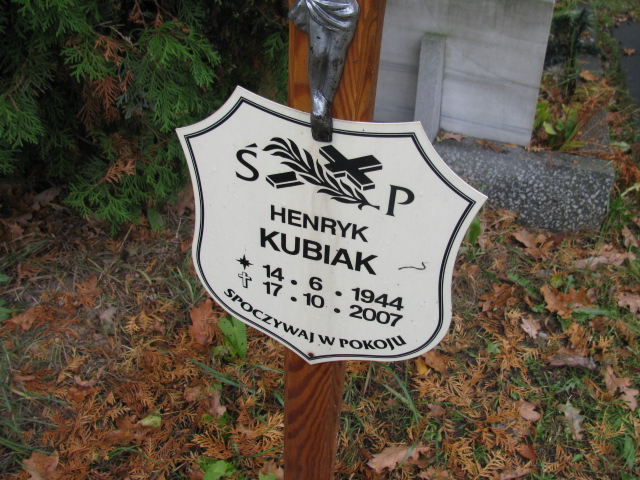 Ś P
HENRYK
KUBIAK
14 • 6 • 1944
17 • 10 • 2007
SPOCZYWAJ W POKOJU